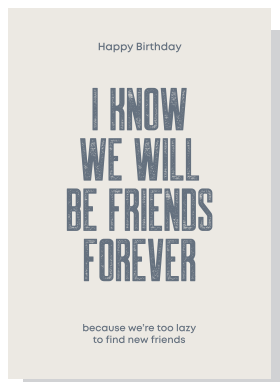 Happy Birthday
I KNOW
WE WILL
BE FRIENDS
FOREVER
because we're too lazy
to find new friends